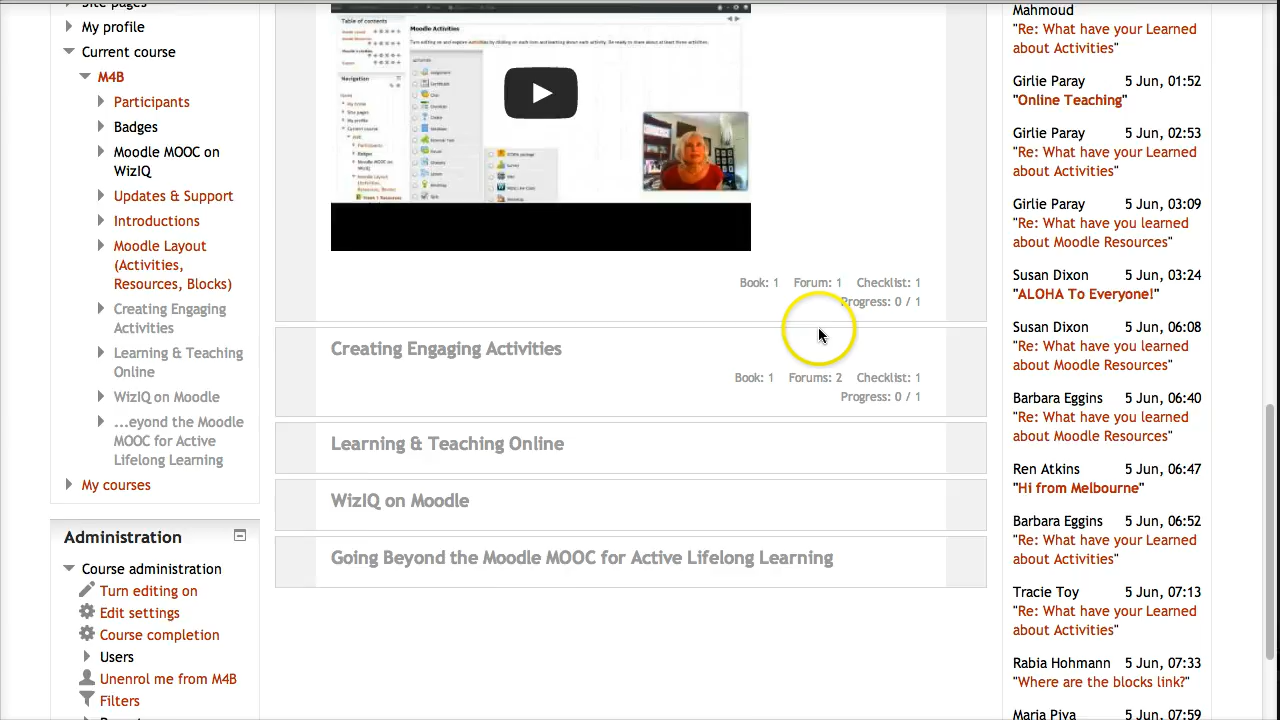 Site pages
My profile
Current course
M4B
Participants
Badges
Moodle MOOC on
WizIQ
Updates & Support
Introductions
Moodle Layout
(Activities,
Resources, Blocks)
Creating Engaging
Activities
Learning & Teaching
Online
WizIQ on Moodle
...eyond the Moodle
MOOC for Active
Lifelong Learning
My courses
Administration
Course administration
Turn editing on
Edit settings
Course completion
Users
Unenrol me from M4B
Filters
Table of contents
Moodle Activities
Navigation
Book: 1 Forum: 1 Checklist: 1
Progress: 0 / 1
Creating Engaging Activities
Book: 1 Forums: 2 Checklist: 1
Progress: 0 / 1
Learning & Teaching Online
WizIQ on Moodle
Going Beyond the Moodle MOOC for Active Lifelong Learning
Mahmoud
"Re: What have your Learned
about Activities"
Girlie Paray 5 Jun, 01:52
"Online Teaching"
Girlie Paray 5 Jun, 02:53
"Re: What have your Learned
about Activities"
Girlie Paray 5 Jun, 03:09
"Re: What have you learned
about Moodle Resources"
Susan Dixon 5 Jun, 03:24
"ALOHA To Everyone!"
Susan Dixon 5 Jun, 06:08
"Re: What have you learned
about Moodle Resources"
Barbara Eggins 5 Jun, 06:40
"Re: What have you learned
about Moodle Resources"
Ren Atkins 5 Jun, 06:47
"Hi from Melbourne"
Barbara Eggins 5 Jun, 06:52
"Re: What have your Learned
about Activities"
Tracie Toy 5 Jun, 07:13
"Re: What have your Learned
about Activities"
Rabia Hohmann 5 Jun, 07:33
"Where are the blocks link?"
Maria Piva 5 Jun, 07:59